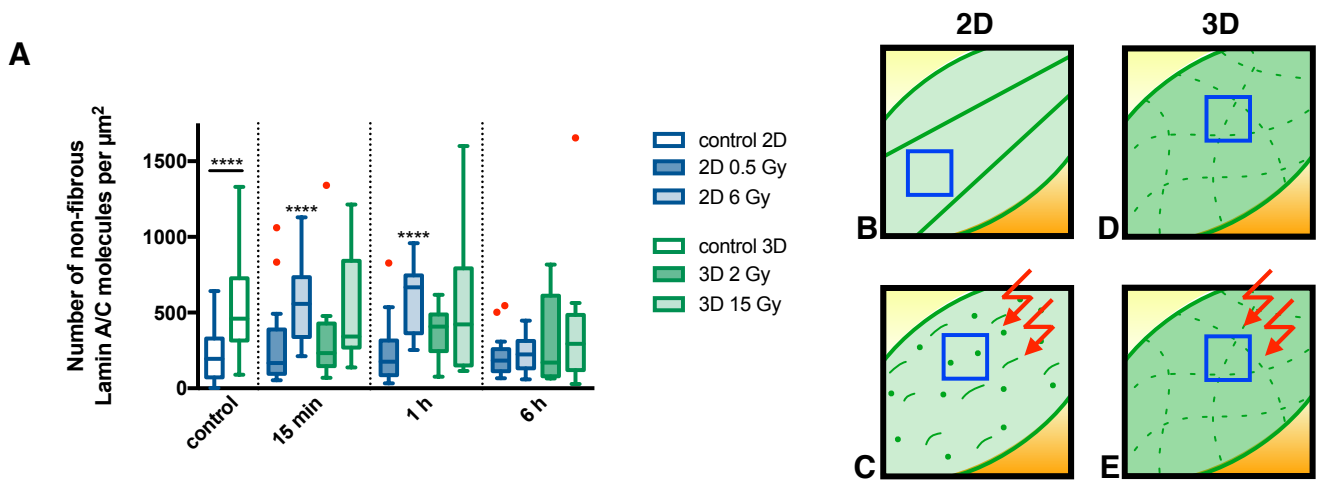 A
Number of non-fibrous
Lamin A/C molecules per µm²
1500
1000
500
0
****
****
****
control
15 min
1 h
6 h
control 2D
2D 0.5 Gy
2D 6 Gy
control 3D
3D 2 Gy
3D 15 Gy
2D
3D
B
D
C
E